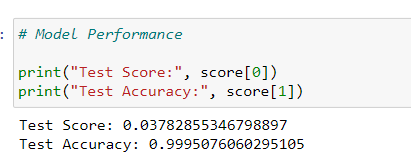 :
# Model Performance
print("Test Score:", score[0])
print("Test Accuracy:", score[1])
Test Score: 0.03782855346798897
Test Accuracy: 0.9995076060295105